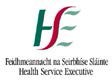 Feidhmeannacht na Seirbhíse Sláinte
Health Service Executive